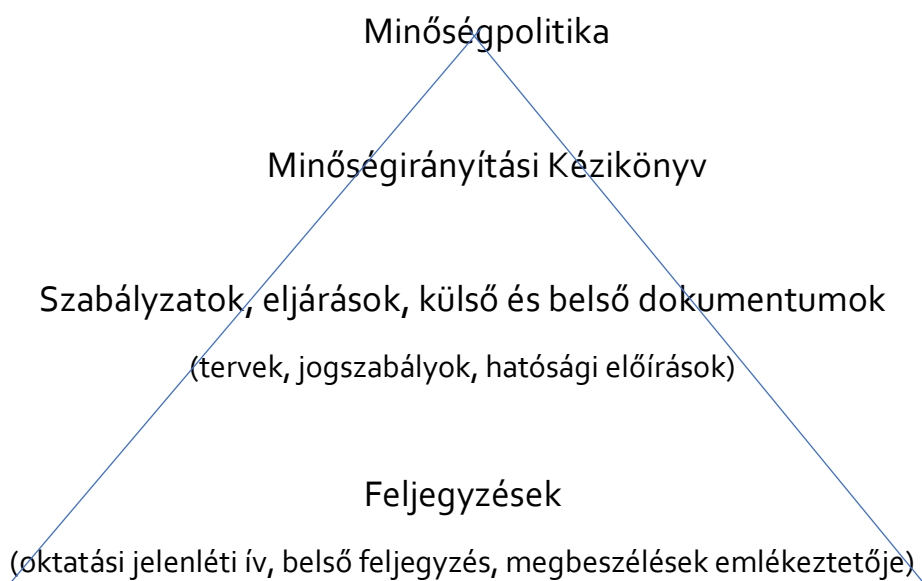 Minőségpolitika
Minőségirányítási Kézikönyv
Szabályzatok, eljárások, külső és belső dokumentumok
(tervek, jogszabályok, hatósági előírások)
Feljegyzések
(oktatási jelenléti ív, belső feljegyzés, megbeszélések emlékeztetője)